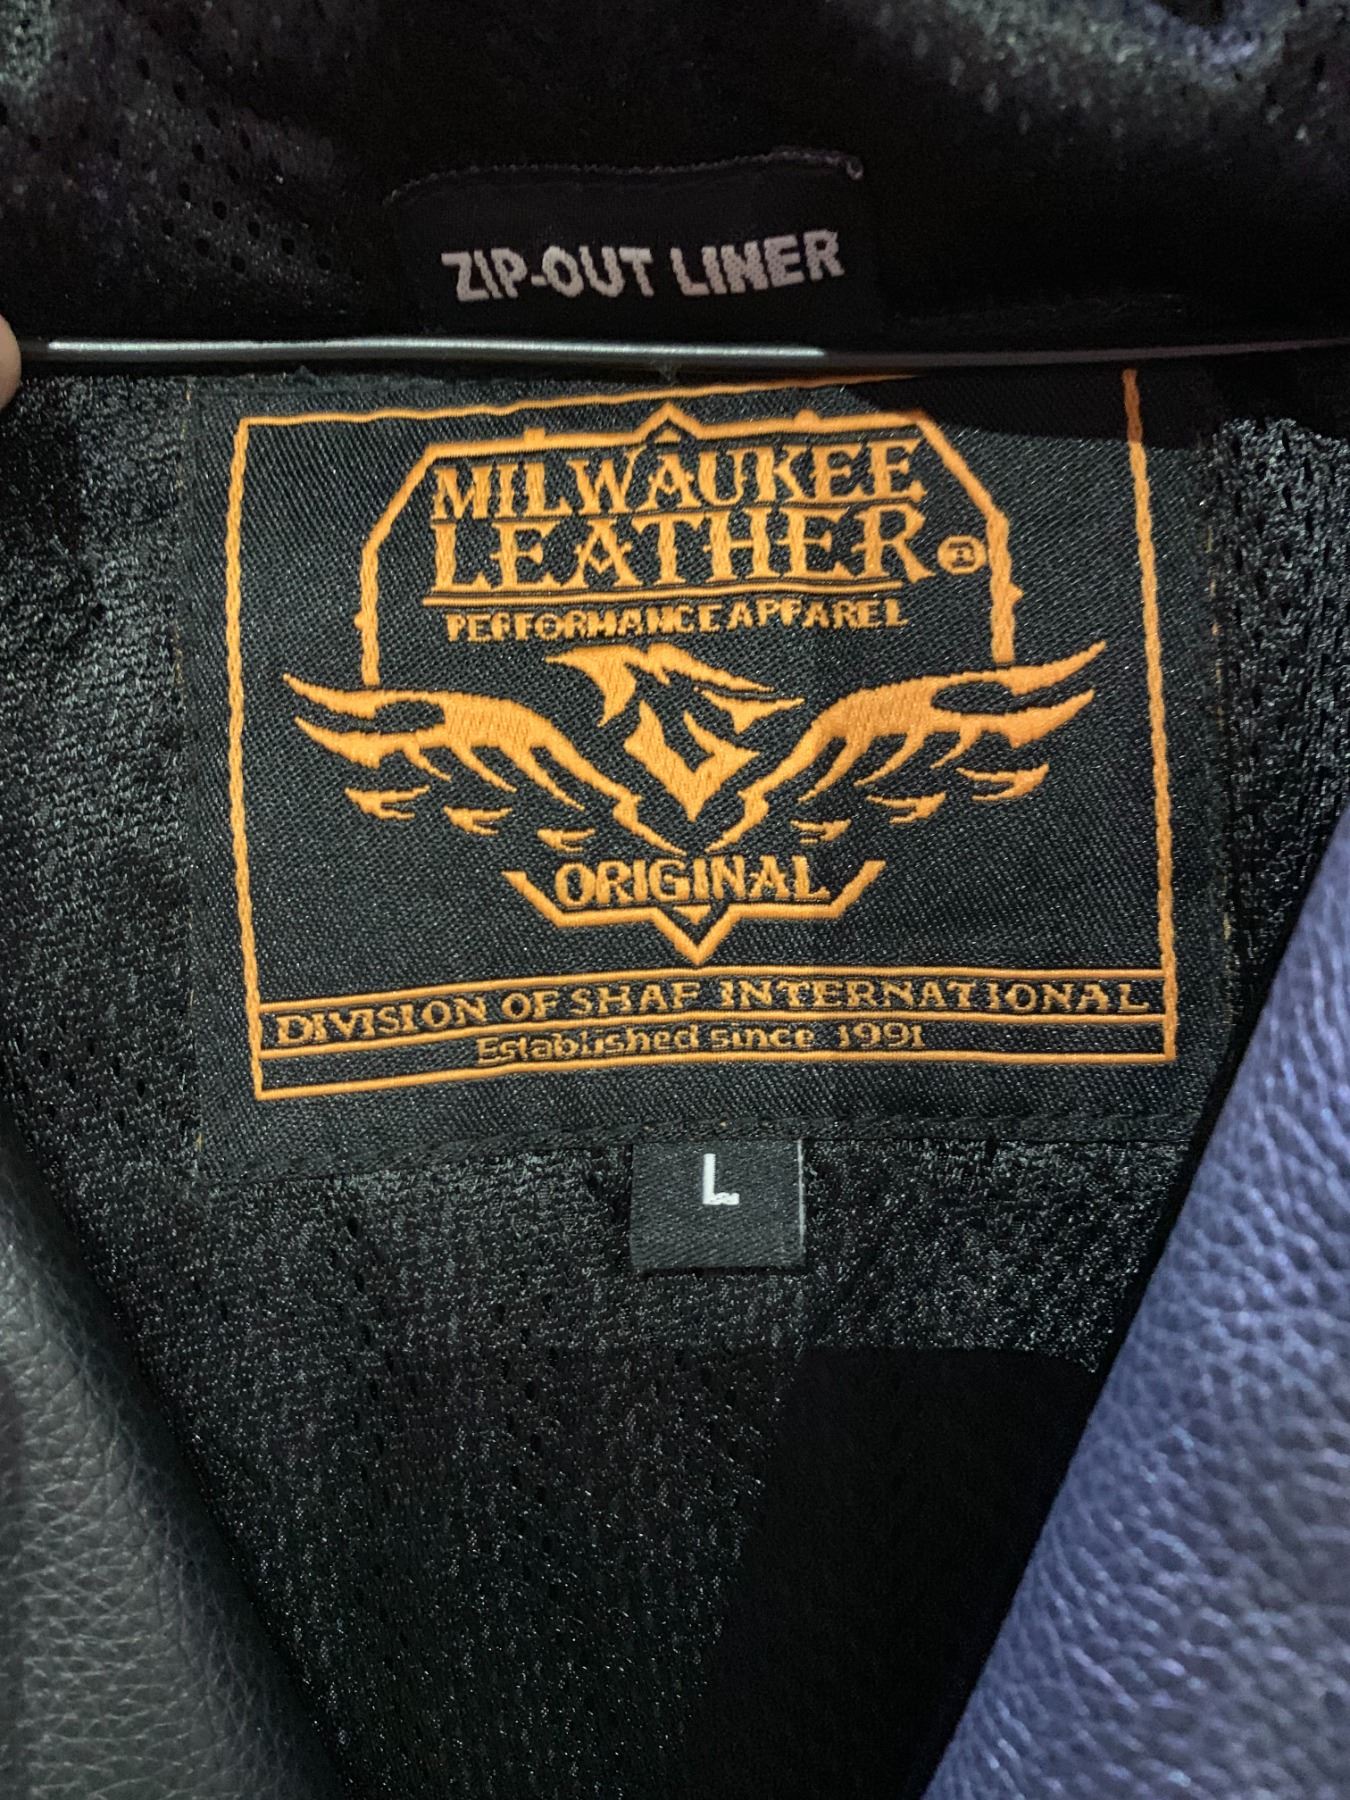 ZIP-OUT LINER
MILWAUKEE
LEATHER®
PERFORMANCE APPAREL
ORIGINAL
DIVISION OF SHAF INTERNATIONAL
Established since 1991
L